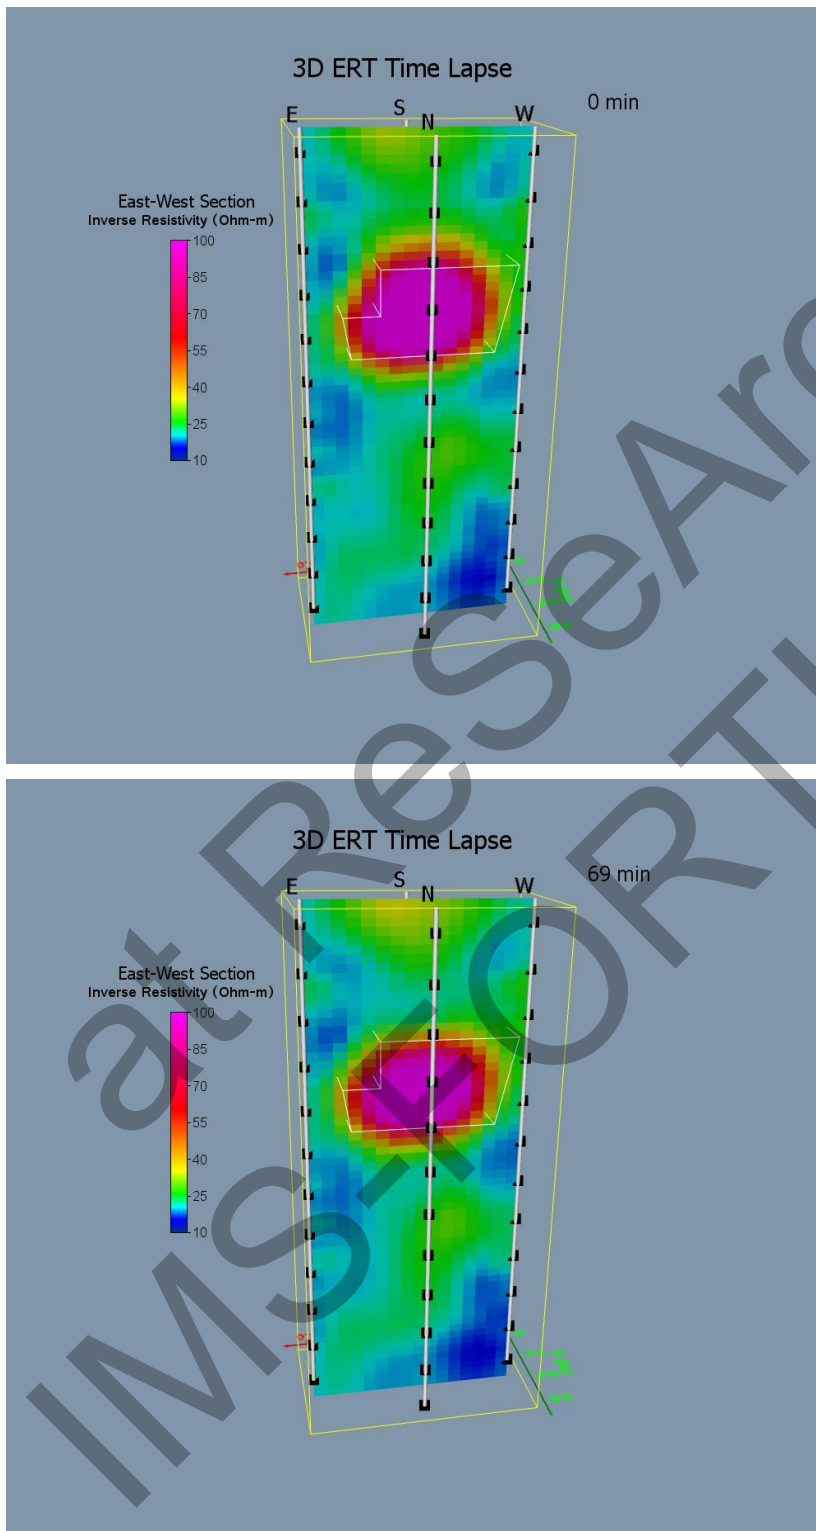 3D ERT Time Lapse
0 min
E
S
N
W
East-West Section
Inverse Resistivity (Ohm-m)
100
85
70
55
40
25
10
3D ERT Time Lapse
69 min
E
S
N
W
East-West Section
Inverse Resistivity (Ohm-m)
100
85
70
55
40
25
10
at ReSeArc
IMS-FORTH